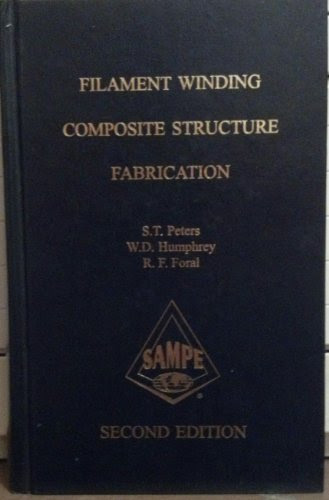 FILAMENT WINDING
COMPOSITE STRUCTURE
FABRICATION
S.T. Peters
W.D. Humphrey
R. F. Foral
SAMPE
®
SECOND EDITION